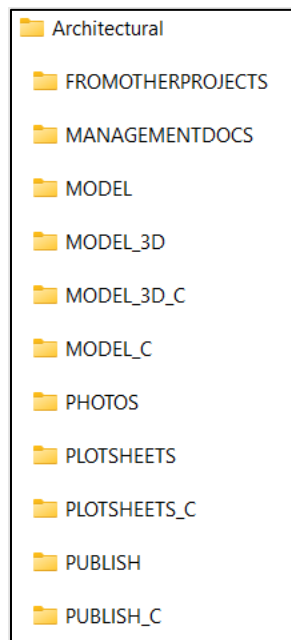 Architectural
FROMOTHERPROJECTS
MANAGEMENTDOCS
MODEL
MODEL_3D
MODEL_3D_C
MODEL_C
PHOTOS
PLOTSHEETS
PLOTSHEETS_C
PUBLISH
PUBLISH_C